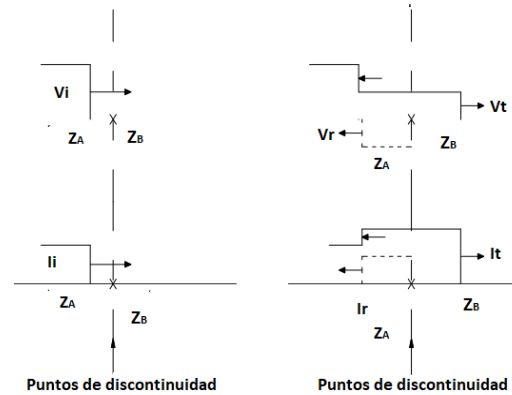 Vi
ZA
ZB
Vr
ZA
ZB
Vt
Ii
ZA
ZB
Ir
ZA
ZB
It
Puntos de discontinuidad
Puntos de discontinuidad